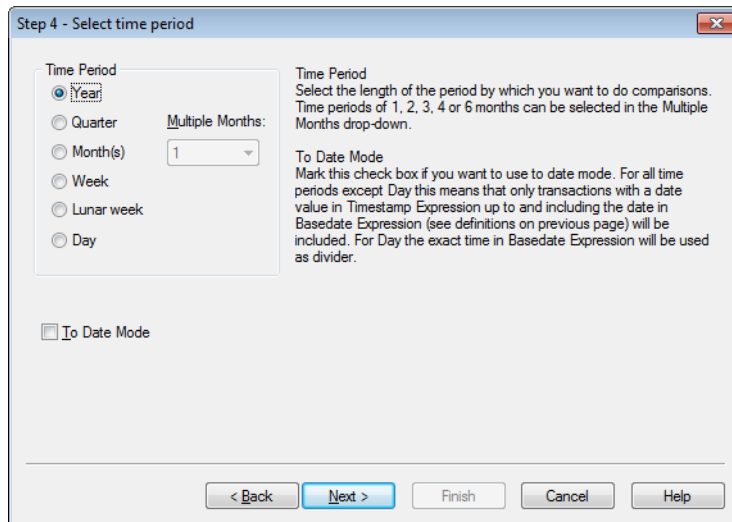 Step 4 - Select time period
Time Period
Year
Quarter
Multiple Months:
Month(s)
1
Week
Lunar week
Day
To Date Mode
Time Period
Select the length of the period by which you want to do comparisons.
Time periods of 1, 2, 3, 4 or 6 months can be selected in the Multiple
Months drop-down.
To Date Mode
Mark this check box if you want to use to date mode. For all time
periods except Day this means that only transactions with a date
value in Timestamp Expression up to and including the date in
Basedate Expression (see definitions on previous page) will be
included. For Day the exact time in Basedate Expression will be used
as divider.
< Back
Next >
Finish
Cancel
Help